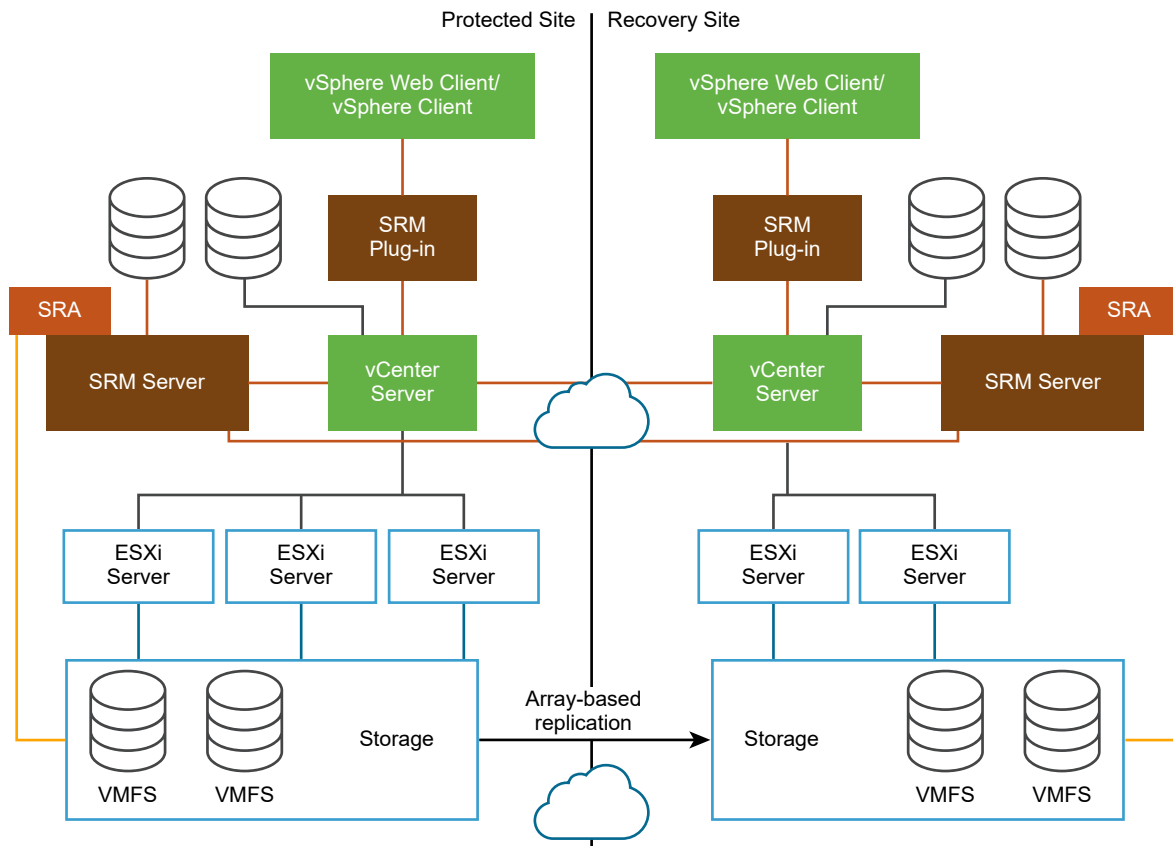 Protected Site
Recovery Site
vSphere Web Client/
vSphere Client
vSphere Web Client/
vSphere Client
SRM
Plug-in
SRM
Plug-in
SRA
SRA
SRM Server
vCenter
Server
vCenter
Server
SRM Server
ESXi
Server
ESXi
Server
ESXi
Server
ESXi
Server
ESXi
Server
Array-based
replication
Storage
Storage
VMFS
VMFS
VMFS
VMFS